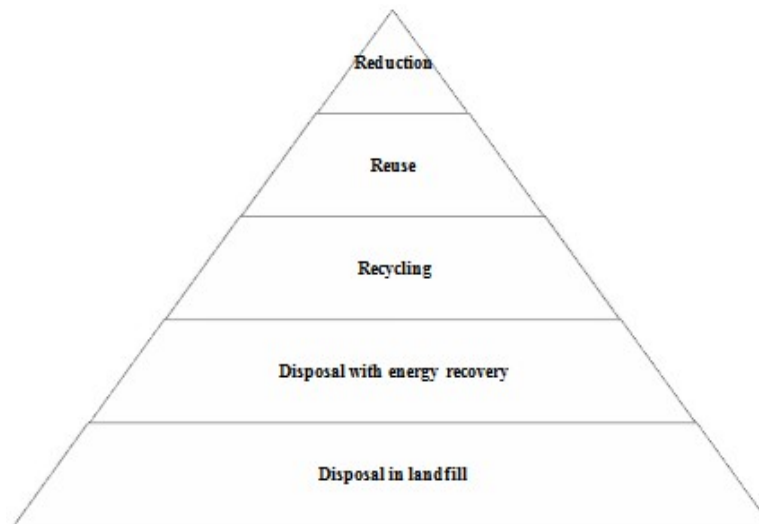 Reduction
Reuse
Recycling
Disposal with energy recovery
Disposal in landfill